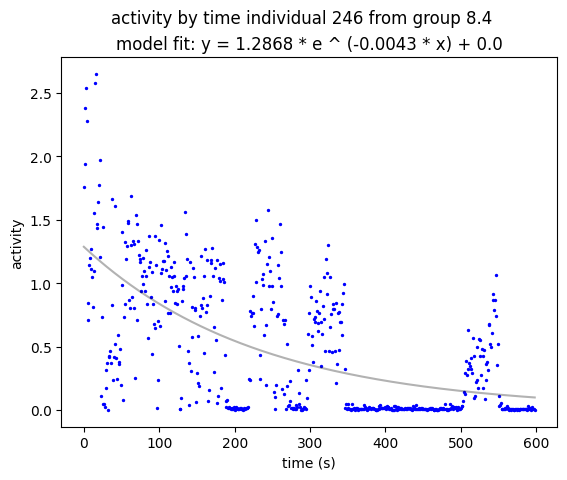 activity by time individual 246 from group 8.4
model fit: y = 1.2868 * e ^ (-0.0043 * x) + 0.0
2.5
2.0
1.5
1.0
0.5
0.0
activity
0 100 200 300 400 500 600
time (s)